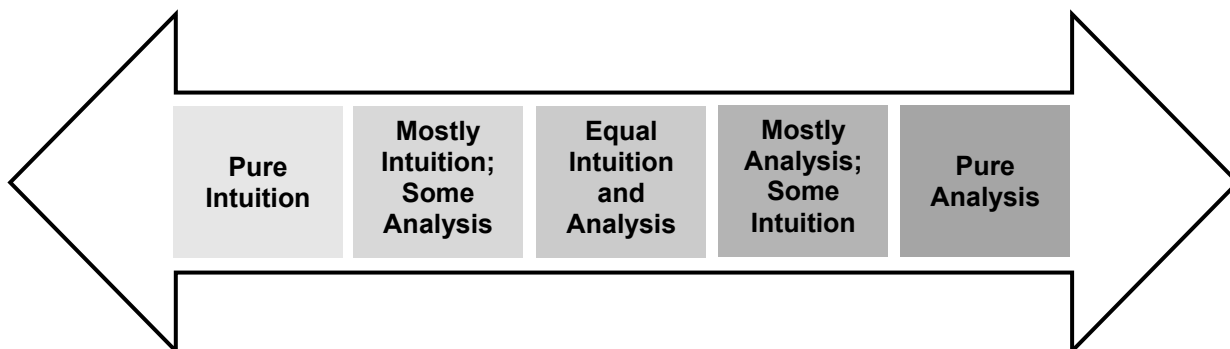 Pure
Intuition
Mostly
Intuition;
Some
Analysis
Equal
Intuition
and
Analysis
Mostly
Analysis;
Some
Intuition
Pure
Analysis